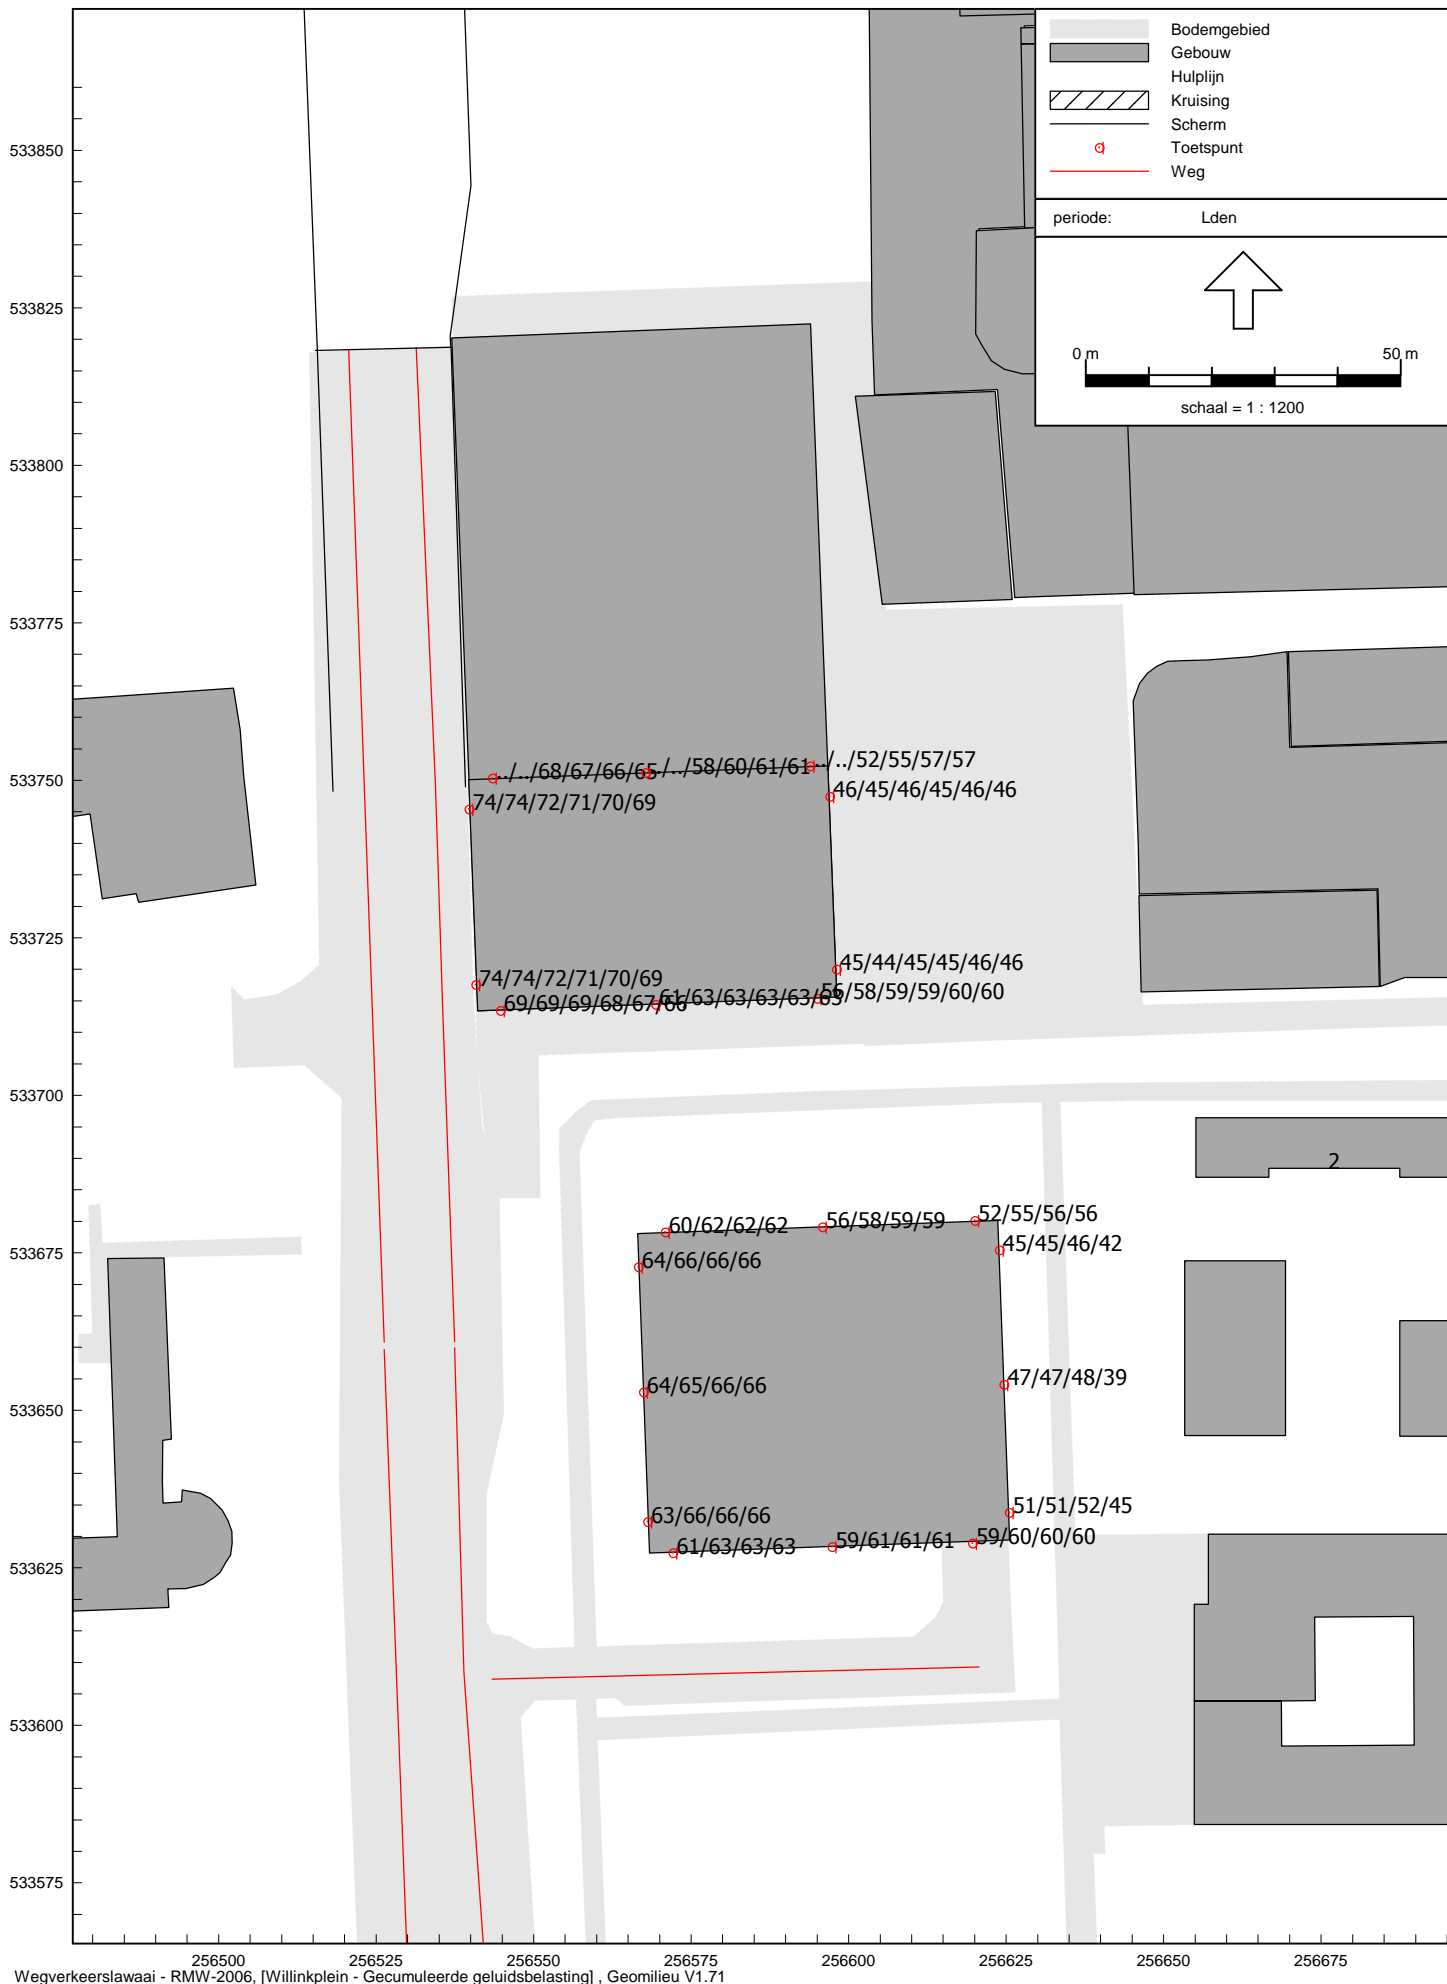 Bodemgebied
Gebouw
Hulplijn
Kruising
Scherm
Toetspunt
Weg
periode: Lden
0 m 50 m
schaal = 1 : 1200
533850
533825
533800
533775
533750
533725
533700
533675
533650
533625
533600
533575
../../68/67/66/65
../../58/60/61/61
../../52/55/57/57
74/74/72/71/70/69
46/45/46/45/46/46
45/44/45/45/46/46
74/74/72/71/70/69
69/69/69/68/67/66
61/63/63/63/63/63
56/58/59/59/60/60
2
60/62/62/62
56/58/59/59
52/55/56/56
45/45/46/42
64/66/66/66
64/65/66/66
47/47/48/39
63/66/66/66
51/51/52/45
61/63/63/63
59/61/61/61
59/60/60/60
256500 256525 256550 256575 256600 256625 256650 256675
Wegverkeerslawaai - RMW-2006, [Willinkplein - Gecumuleerde geluidsbelasting] , Geomilieu V1.71